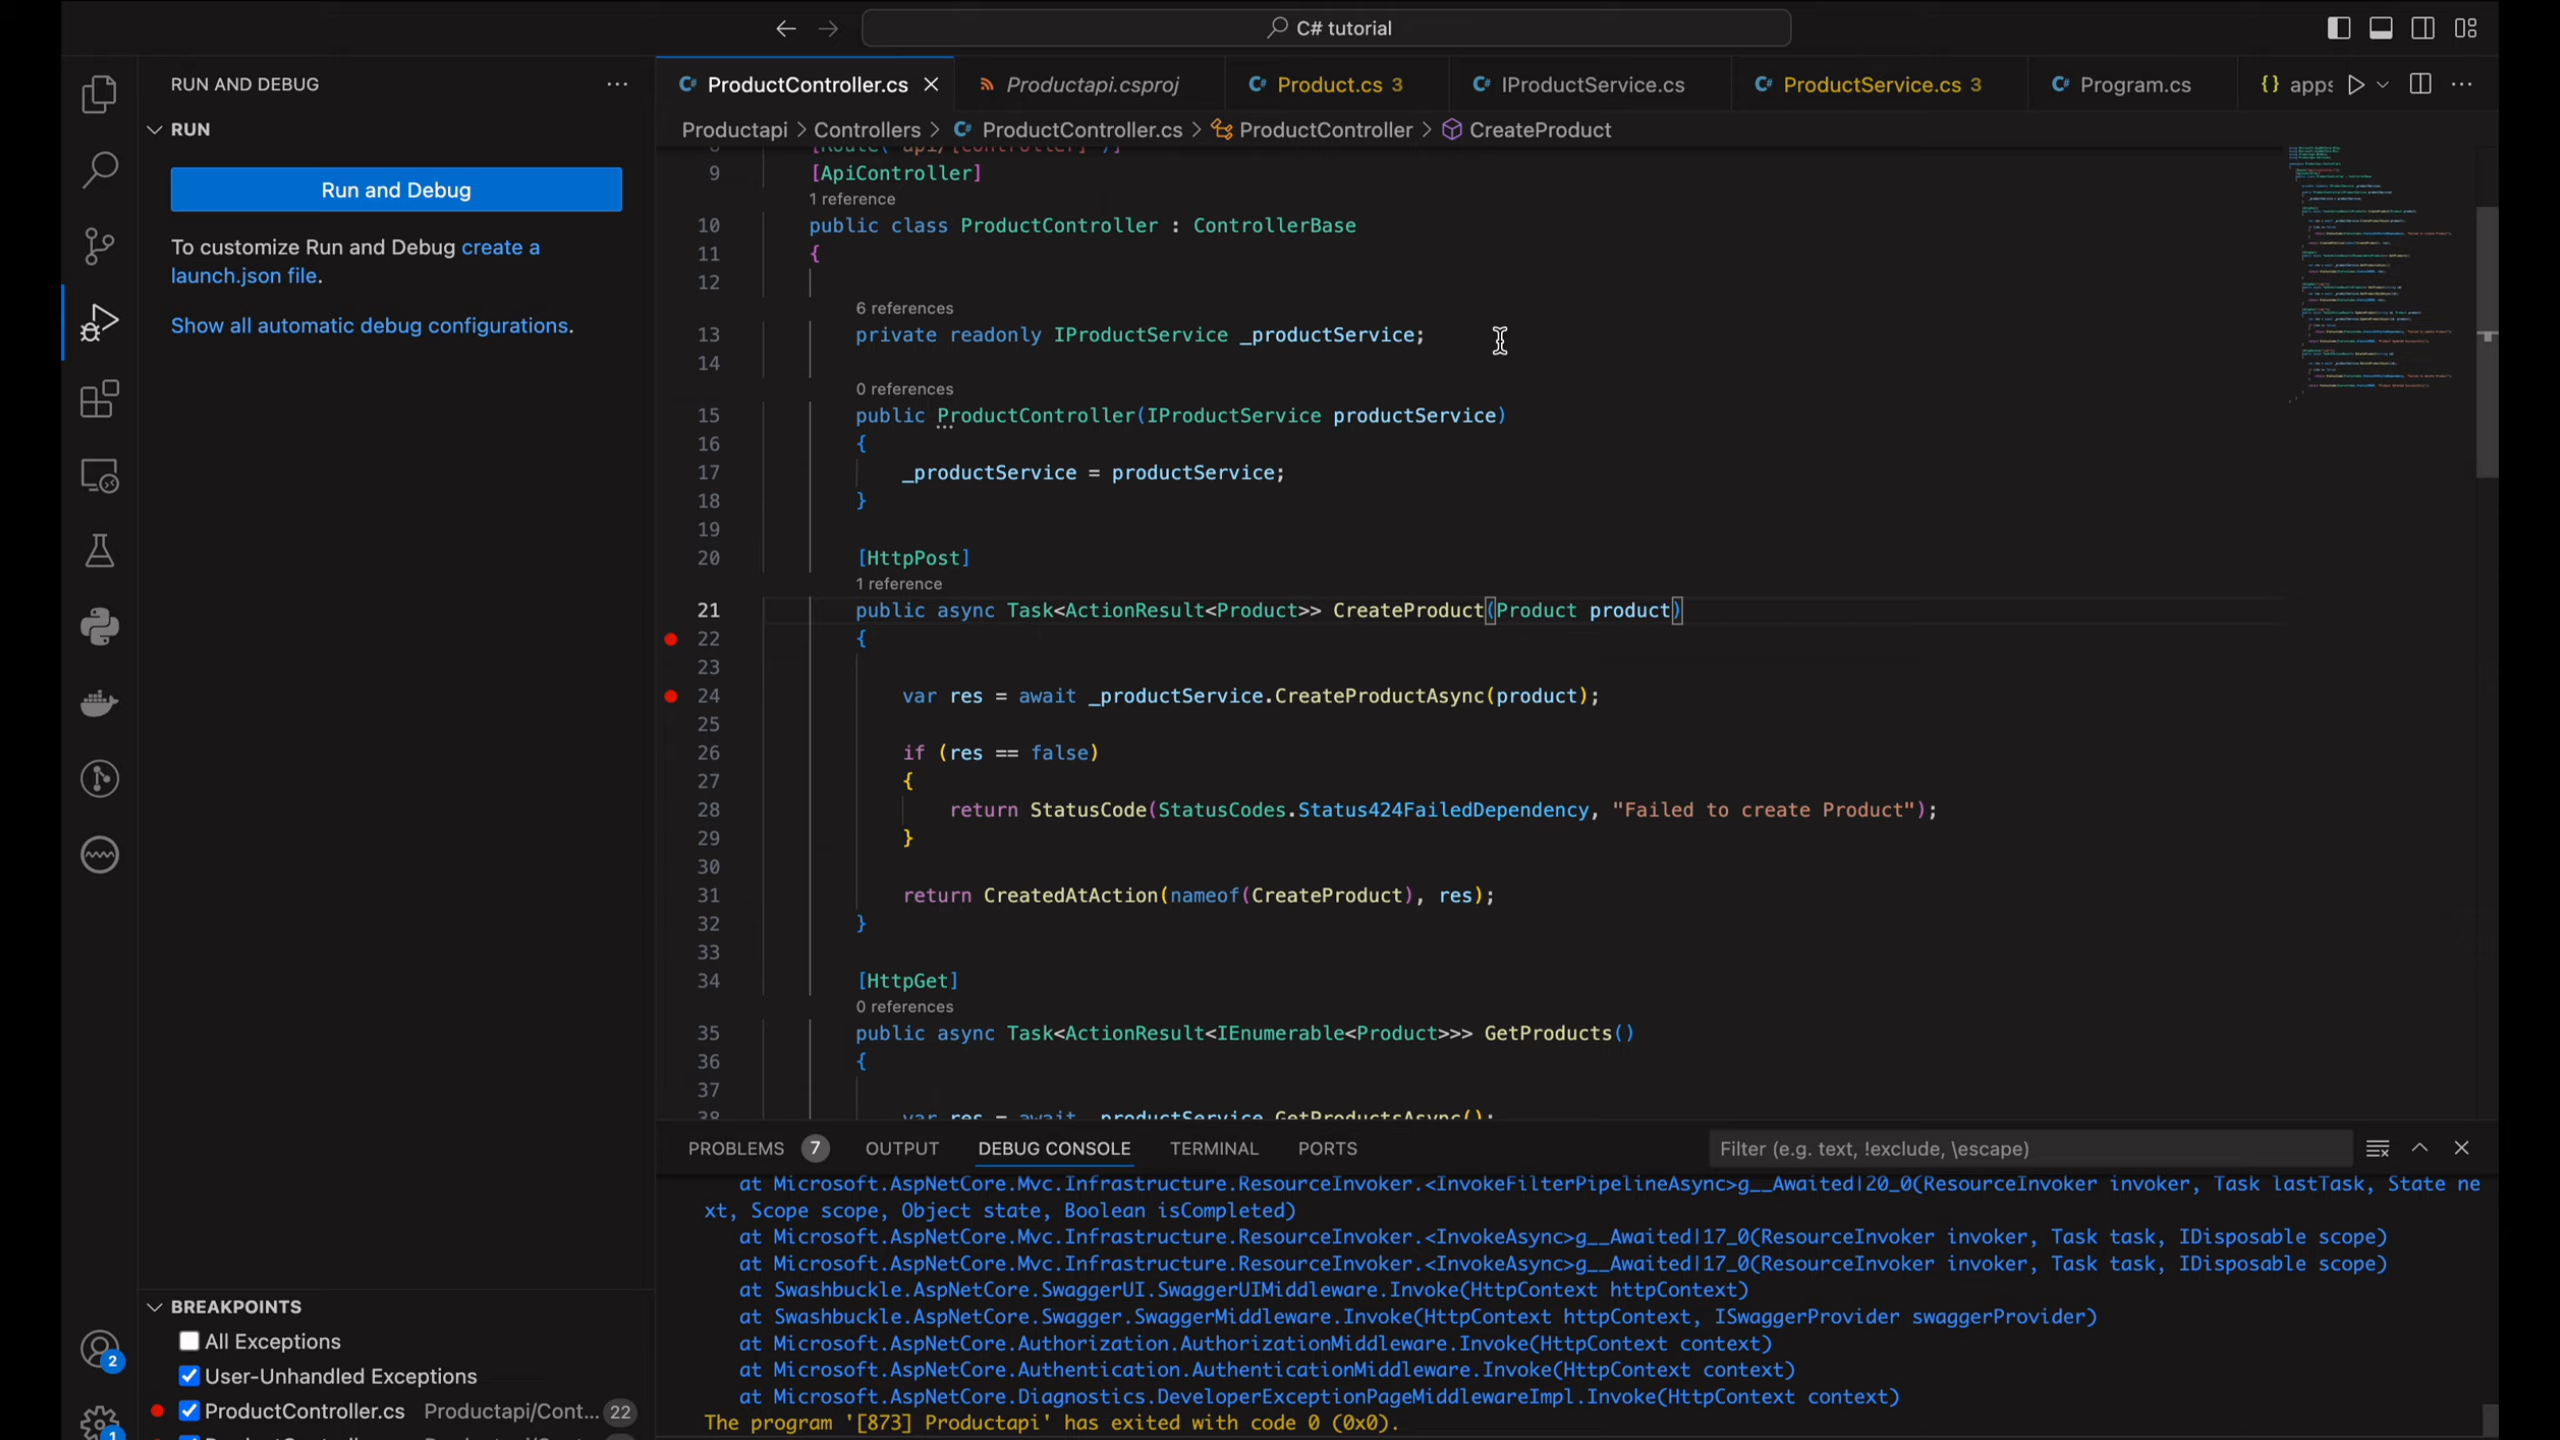 C# tutorial
RUN AND DEBUG
ProductController.cs
Productapi.csproj
Product.cs 3
IProductService.cs
ProductService.cs 3
Program.cs
{} apps
RUN
Productapi > Controllers > ProductController.cs > ProductController > CreateProduct
Run and Debug
To customize Run and Debug create a
launch.json file.
Show all automatic debug configurations.
8 [Route("api/[controller]")]
9 [ApiController]
1 reference
10 public class ProductController : ControllerBase
11 {
12
6 references
13 private readonly IProductService _productService;
14
0 references
15 public ProductController(IProductService productService)
16 {
17 _productService = productService;
18 }
19
20 [HttpPost]
1 reference
21 public async Task<ActionResult<Product>> CreateProduct(Product product)
22 {
23
24 var res = await _productService.CreateProductAsync(product);
25
26 if (res == false)
27 {
28 return StatusCode(StatusCodes.Status424FailedDependency, "Failed to create Product");
29 }
30
31 return CreatedAtAction(nameof(CreateProduct), res);
32 }
33
34 [HttpGet]
0 references
35 public async Task<ActionResult<IEnumerable<Product>>> GetProducts()
36 {
37
38 var res = await _productService.GetProductsAsync();
PROBLEMS 7 OUTPUT DEBUG CONSOLE TERMINAL PORTS
Filter (e.g. text, !exclude, \escape)
at Microsoft.AspNetCore.Mvc.Infrastructure.ResourceInvoker.<InvokeFilterPipelineAsync>g__Awaited|20_0(ResourceInvoker invoker, Task lastTask, State ne
xt, Scope scope, Object state, Boolean isCompleted)
at Microsoft.AspNetCore.Mvc.Infrastructure.ResourceInvoker.<InvokeAsync>g__Awaited|17_0(ResourceInvoker invoker, Task task, IDisposable scope)
at Microsoft.AspNetCore.Mvc.Infrastructure.ResourceInvoker.<InvokeAsync>g__Awaited|17_0(ResourceInvoker invoker, Task task, IDisposable scope)
at Swashbuckle.AspNetCore.SwaggerUI.SwaggerUIMiddleware.Invoke(HttpContext httpContext)
at Swashbuckle.AspNetCore.Swagger.SwaggerMiddleware.Invoke(HttpContext httpContext, ISwaggerProvider swaggerProvider)
at Microsoft.AspNetCore.Authorization.AuthorizationMiddleware.Invoke(HttpContext context)
at Microsoft.AspNetCore.Authentication.AuthenticationMiddleware.Invoke(HttpContext context)
at Microsoft.AspNetCore.Diagnostics.DeveloperExceptionPageMiddlewareImpl.Invoke(HttpContext context)
The program '[873] Productapi' has exited with code 0 (0x0).
BREAKPOINTS
All Exceptions
User-Unhandled Exceptions
ProductController.cs Productapi/Cont... 22
2
1